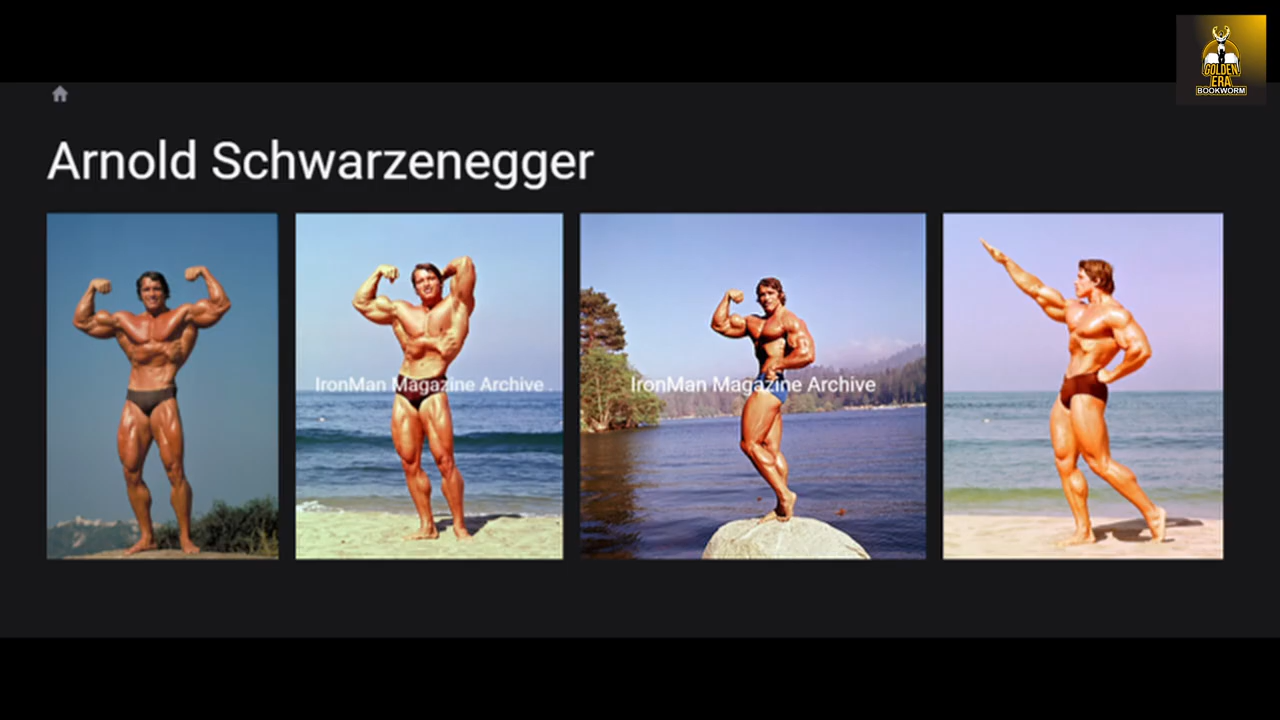 GOLDEN
ERA
BOOKWORM
Arnold Schwarzenegger
IronMan Magazine Archive .
IronMan Magazine Archive